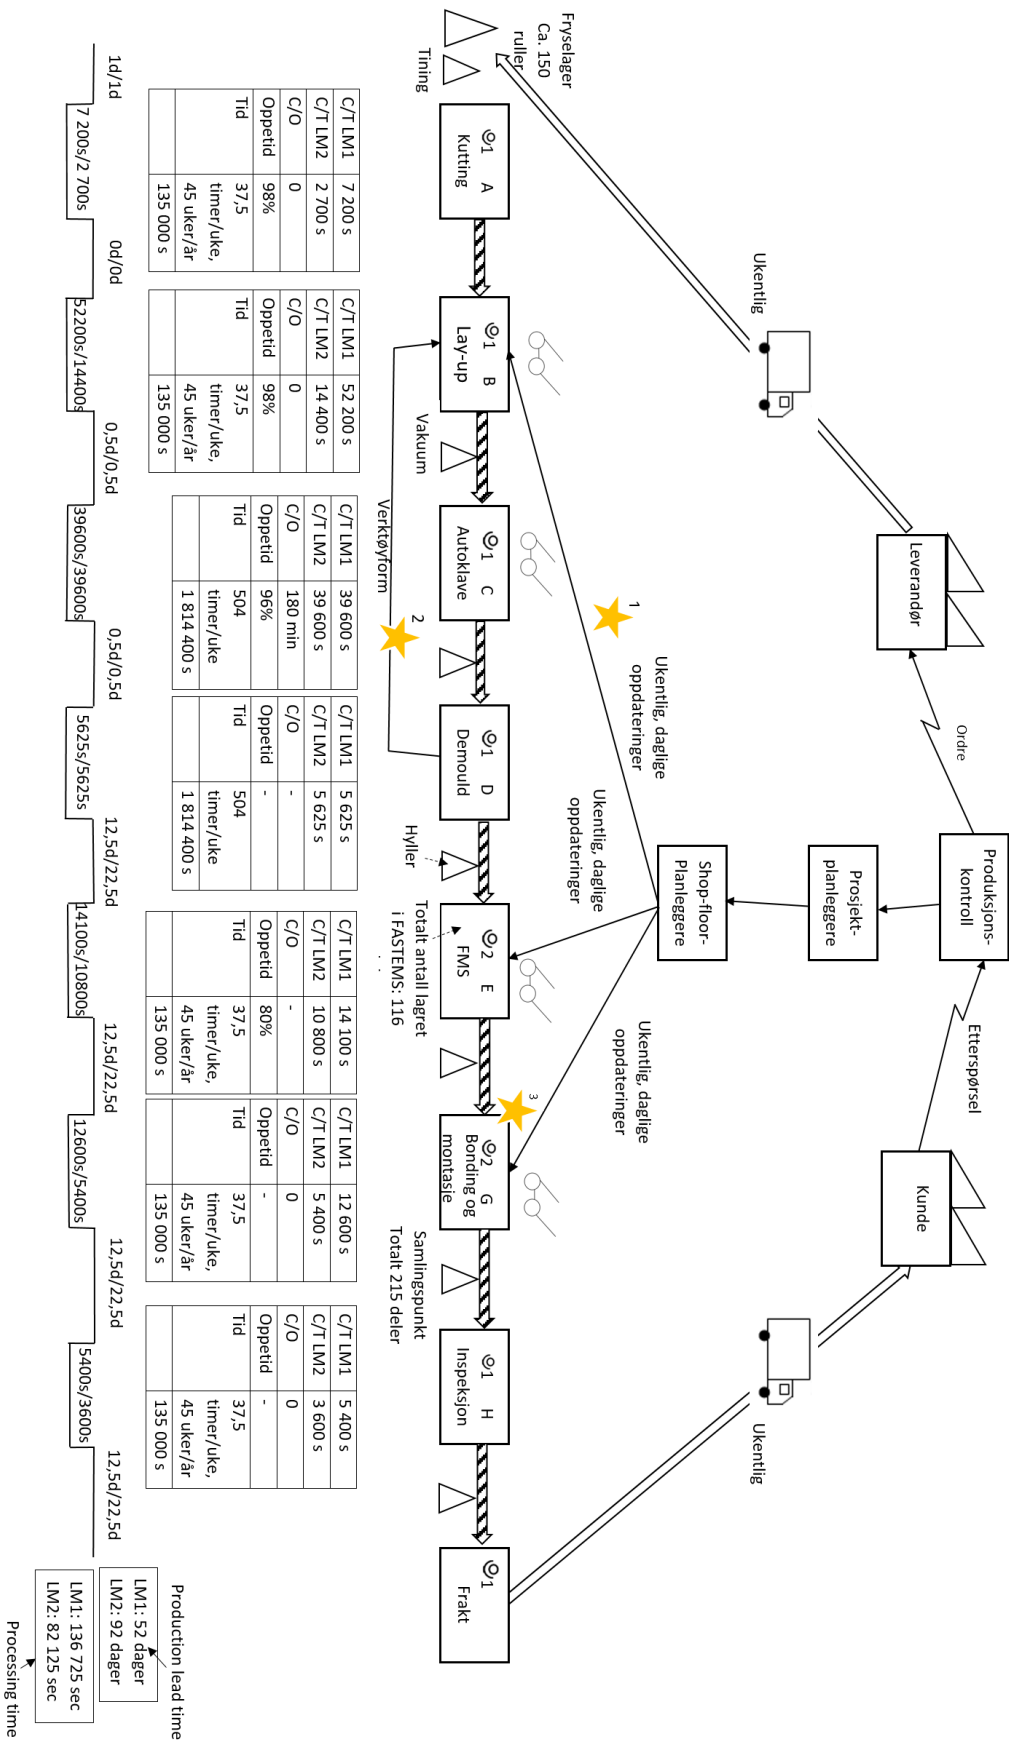 Leverandør
Ordre
Produksjons-
kontroll
Etterspørsel
Kunde
Prosjekt-
planleggere
Shop-floor-
Planleggere
Ukentlig
Ukentlig
Ukentlig, daglige
oppdateringer
Ukentlig, daglige
oppdateringer
Ukentlig, daglige
oppdateringer
1
Fryselager
Ca. 150
ruller
Tining
1 A
Kutting
1 B
Lay-up
Vakuum
1 C
Autoklave
1 D
Demould
Hyller
2 E
FMS
Totalt antall lagret
i FASTEMS: 116
3
2 G
Bonding og
montasje
Samlingspunkt
Totalt 215 deler
1 H
Inspeksjon
1
Frakt
Verktøyform
2
C/T LM1 7 200 s
C/T LM2 2 700 s
C/O 0
Oppetid 98%
Tid 37,5
timer/uke,
45 uker/år
135 000 s
C/T LM1 52 200 s
C/T LM2 14 400 s
C/O 0
Oppetid 98%
Tid 37,5
timer/uke,
45 uker/år
135 000 s
C/T LM1 39 600 s
C/T LM2 39 600 s
C/O 180 min
Oppetid 96%
Tid 504
timer/uke
1 814 400 s
C/T LM1 5 625 s
C/T LM2 5 625 s
C/O -
Oppetid -
Tid 504
timer/uke
1 814 400 s
C/T LM1 14 100 s
C/T LM2 10 800 s
C/O -
Oppetid 80%
Tid 37,5
timer/uke,
45 uker/år
135 000 s
C/T LM1 12 600 s
C/T LM2 5 400 s
C/O 0
Oppetid -
Tid 37,5
timer/uke,
45 uker/år
135 000 s
C/T LM1 5 400 s
C/T LM2 3 600 s
C/O 0
Oppetid -
Tid 37,5
timer/uke,
45 uker/år
135 000 s
1d/1d
7 200s/2 700s
0d/0d
52200s/14400s
0,5d/0,5d
39600s/39600s
0,5d/0,5d
5625s/5625s
12,5d/22,5d
14100s/10800s
12,5d/22,5d
12600s/5400s
12,5d/22,5d
5400s/3600s
12,5d/22,5d
Production lead time
LM1: 52 dager
LM2: 92 dager
LM1: 136 725 sec
LM2: 82 125 sec
Processing time